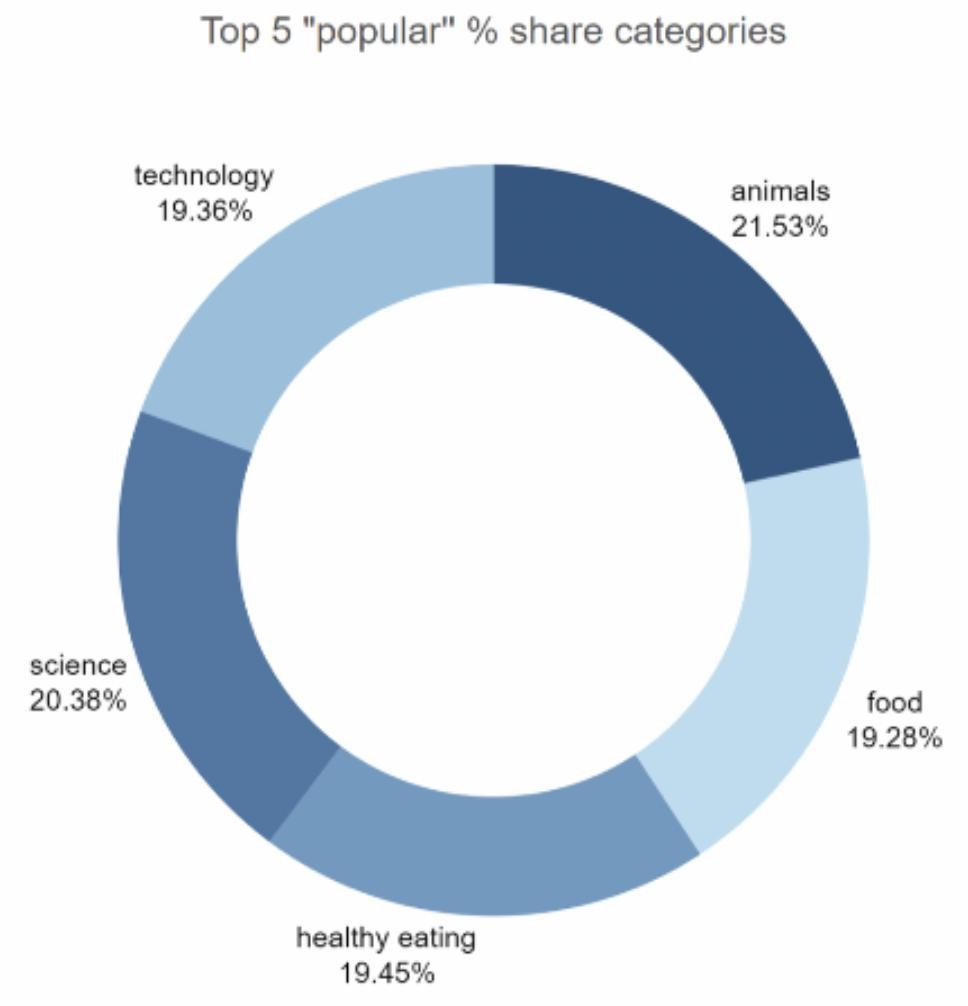 Top 5 "popular" % share categories
technology
19.36%
animals
21.53%
science
20.38%
food
19.28%
healthy eating
19.45%